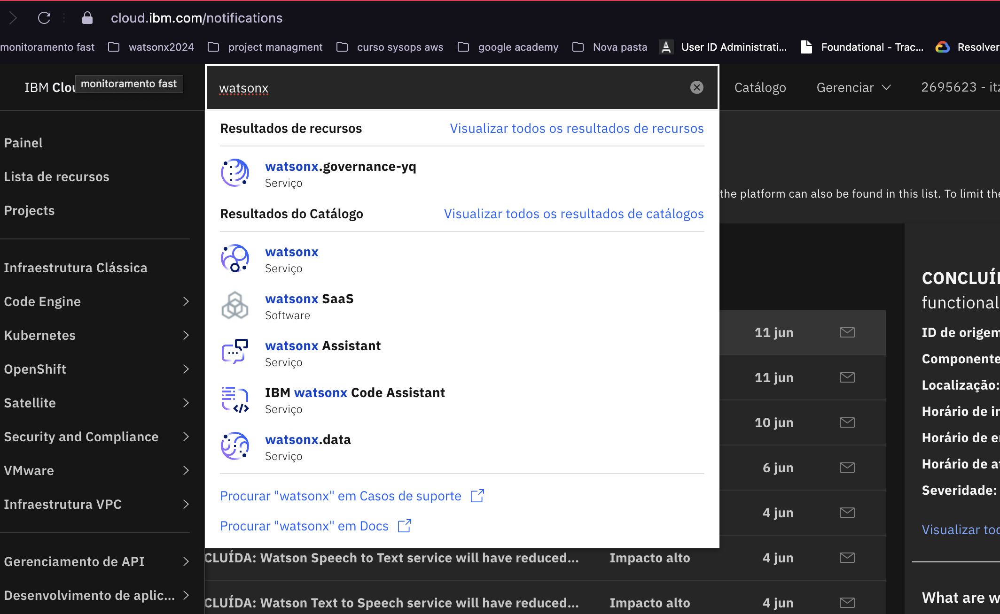 cloud.ibm.com/notifications
monitoramento fast watsonx2024 project managment curso sysops aws google academy Nova pasta User ID Administrati... Foundational - Trac... Resolver
IBM Clou
monitoramento fast
watsonx
Catálogo Gerenciar 2695623 - itz
Painel
Lista de recursos
Projects
Infraestrutura Clássica
Code Engine
Kubernetes
OpenShift
Satellite
Security and Compliance
VMware
Infraestrutura VPC
Gerenciamento de API
Desenvolvimento de aplic...
Resultados de recursos Visualizar todos os resultados de recursos
watsonx.governance-yq
Serviço
Resultados do Catálogo Visualizar todos os resultados de catálogos
watsonx
Serviço
watsonx SaaS
Software
watsonx Assistant
Serviço
IBM watsonx Code Assistant
Serviço
watsonx.data
Serviço
Procurar "watsonx" em Casos de suporte
Procurar "watsonx" em Docs
the platform can also be found in this list. To limit the
11 jun
11 jun
10 jun
6 jun
4 jun
CLUÍDA: Watson Speech to Text service will have reduced... Impacto alto 4 jun
CLUÍDA: Watson Text to Speech service will have reduced... Impacto alto 4 jun
CONCLUÍ
functional
ID de origem
Componente
Localização:
Horário de in
Horário de e
Horário de at
Severidade:
Visualizar tod
What are w